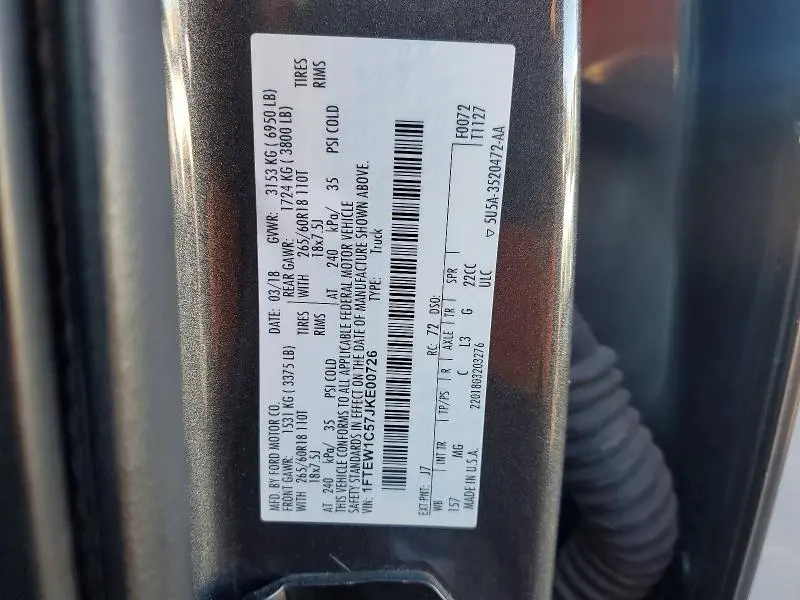 MFD. BY FORD MOTOR CO.
DATE: 03/18 GVWR: 3153 KG ( 6950 LB)
FRONT GAWR: 1531 KG ( 3375 LB) REAR GAWR: 1724 KG ( 3800 LB)
WITH 265/60R18 110T TIRES WITH 265/60R18 110T TIRES
18x7.5J RIMS 18x7.5J RIMS
AT 240 kPa/ 35 PSI COLD AT 240 kPa/ 35 PSI COLD
THIS VEHICLE CONFORMS TO ALL APPLICABLE FEDERAL MOTOR VEHICLE
SAFETY STANDARDS IN EFFECT ON THE DATE OF MANUFACTURE SHOWN ABOVE.
VIN: 1FTEW1C57JKE00726 TYPE: Truck
EXT PNT: J7 RC: 72 DSO: F0072
WB INT TR TP/PS R AXLE TR SPR T1127
157 MG C L3 G 22CC
ULC
MADE IN U.S.A. 2201803203276 ▽ 5U5A-3520472-AA